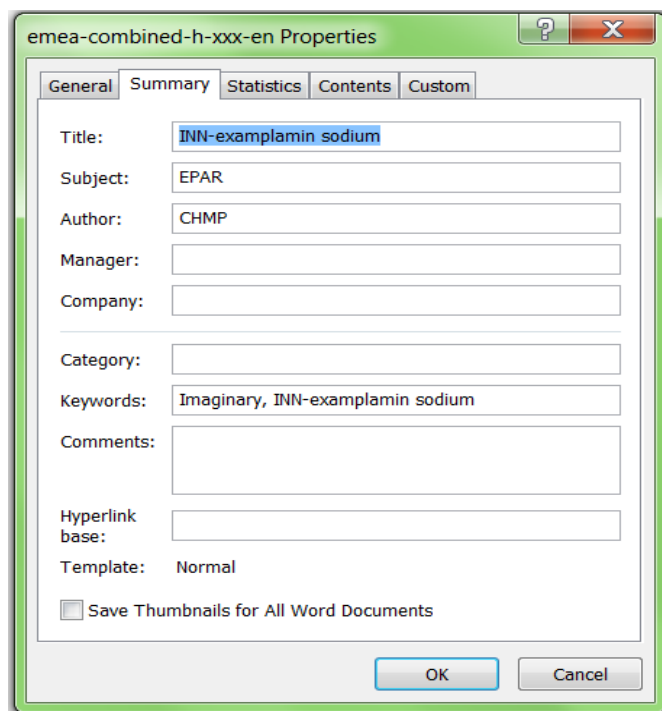 emea-combined-h-xxx-en Properties
General Summary Statistics Contents Custom
Title: INN-examplamin sodium
Subject: EPAR
Author: CHMP
Manager:
Company:
Category:
Keywords: Imaginary, INN-examplamin sodium
Comments:
Hyperlink
base:
Template: Normal
Save Thumbnails for All Word Documents
OK Cancel